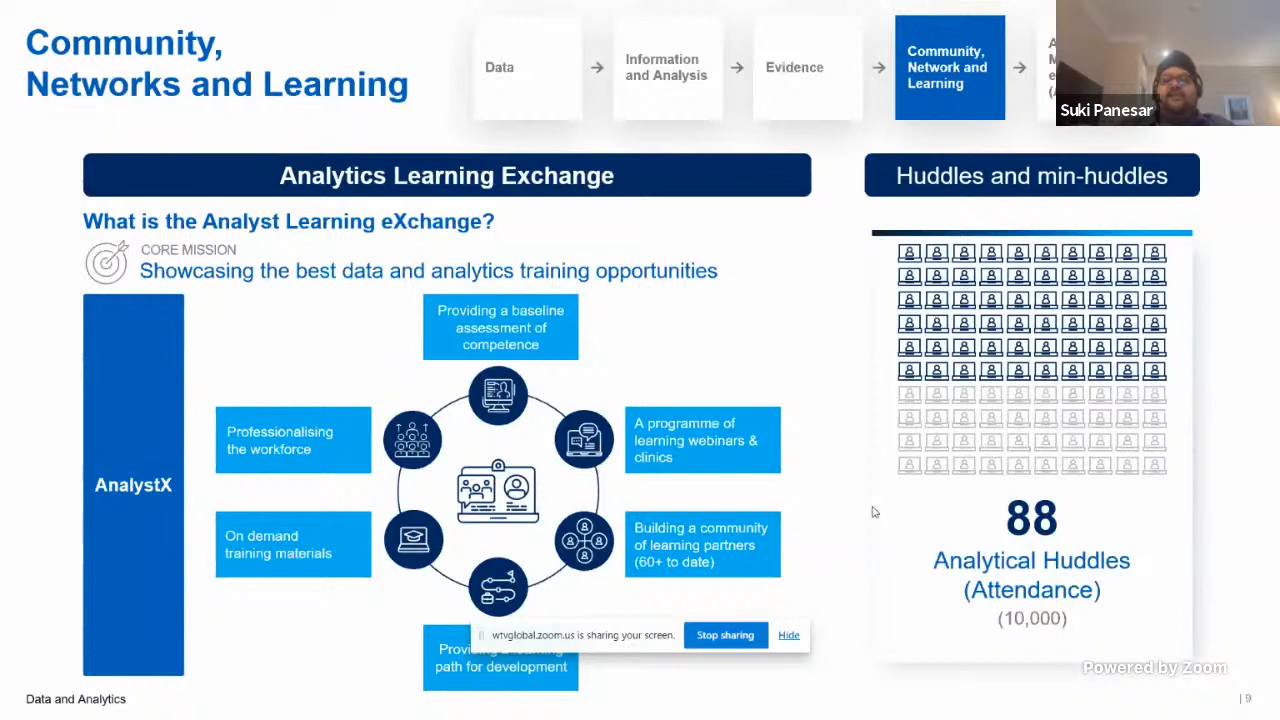 Community,
Networks and Learning
Data
Information
and Analysis
Evidence
Community,
Network and
Learning
Suki Panesar
Analytics Learning Exchange
Huddles and min-huddles
What is the Analyst Learning eXchange?
CORE MISSION
Showcasing the best data and analytics training opportunities
AnalystX
Providing a baseline
assessment of
competence
Professionalising
the workforce
A programme of
learning webinars &
clinics
On demand
training materials
Building a community
of learning partners
(60+ to date)
wtvglobal.zoom.us is sharing your screen.
Stop sharing
Hide
path for development
88
Analytical Huddles
(Attendance)
(10,000)
Powered by Zoom
Data and Analytics
| 9